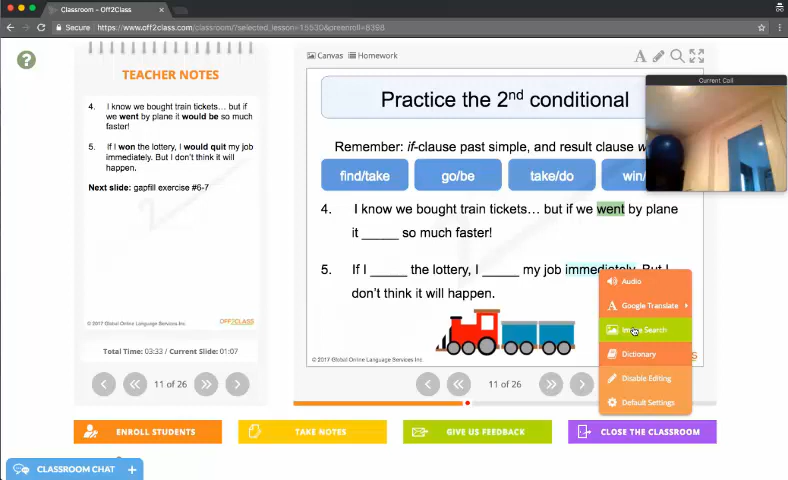 Classroom - Off2Class
Secure
https://www.off2class.com/classroom/?selected_lesson=15530&preenroll=8398
?
TEACHER NOTES
4. I know we bought train tickets... but if
we went by plane it would be so much
faster!
5. If I won the lottery, I would quit my job
immediately. But I don't think it will
happen.
Next slide: gapfill exercise #6-7
© 2017 Global Online Language Services Inc.
OFF2CLASS
Total Time: 03:33 / Current Slide: 01:07
11 of 26
Canvas Homework
A
Current Call
Practice the 2nd conditional
Remember: if-clause past simple, and result clause w
find/take go/be take/do win/
4. I know we bought train tickets... but if we went by plane
it _____ so much faster!
5. If I _____ the lottery, I _____ my job immediately. But I
don't think it will happen.
© 2017 Global Online Language Services Inc.
Audio
A Google Translate
Search
Dictionary
Disable Editing
Default Settings
11 of 26
ENROLL STUDENTS
TAKE NOTES
GIVE US FEEDBACK
CLOSE THE CLASSROOM
CLASSROOM CHAT +